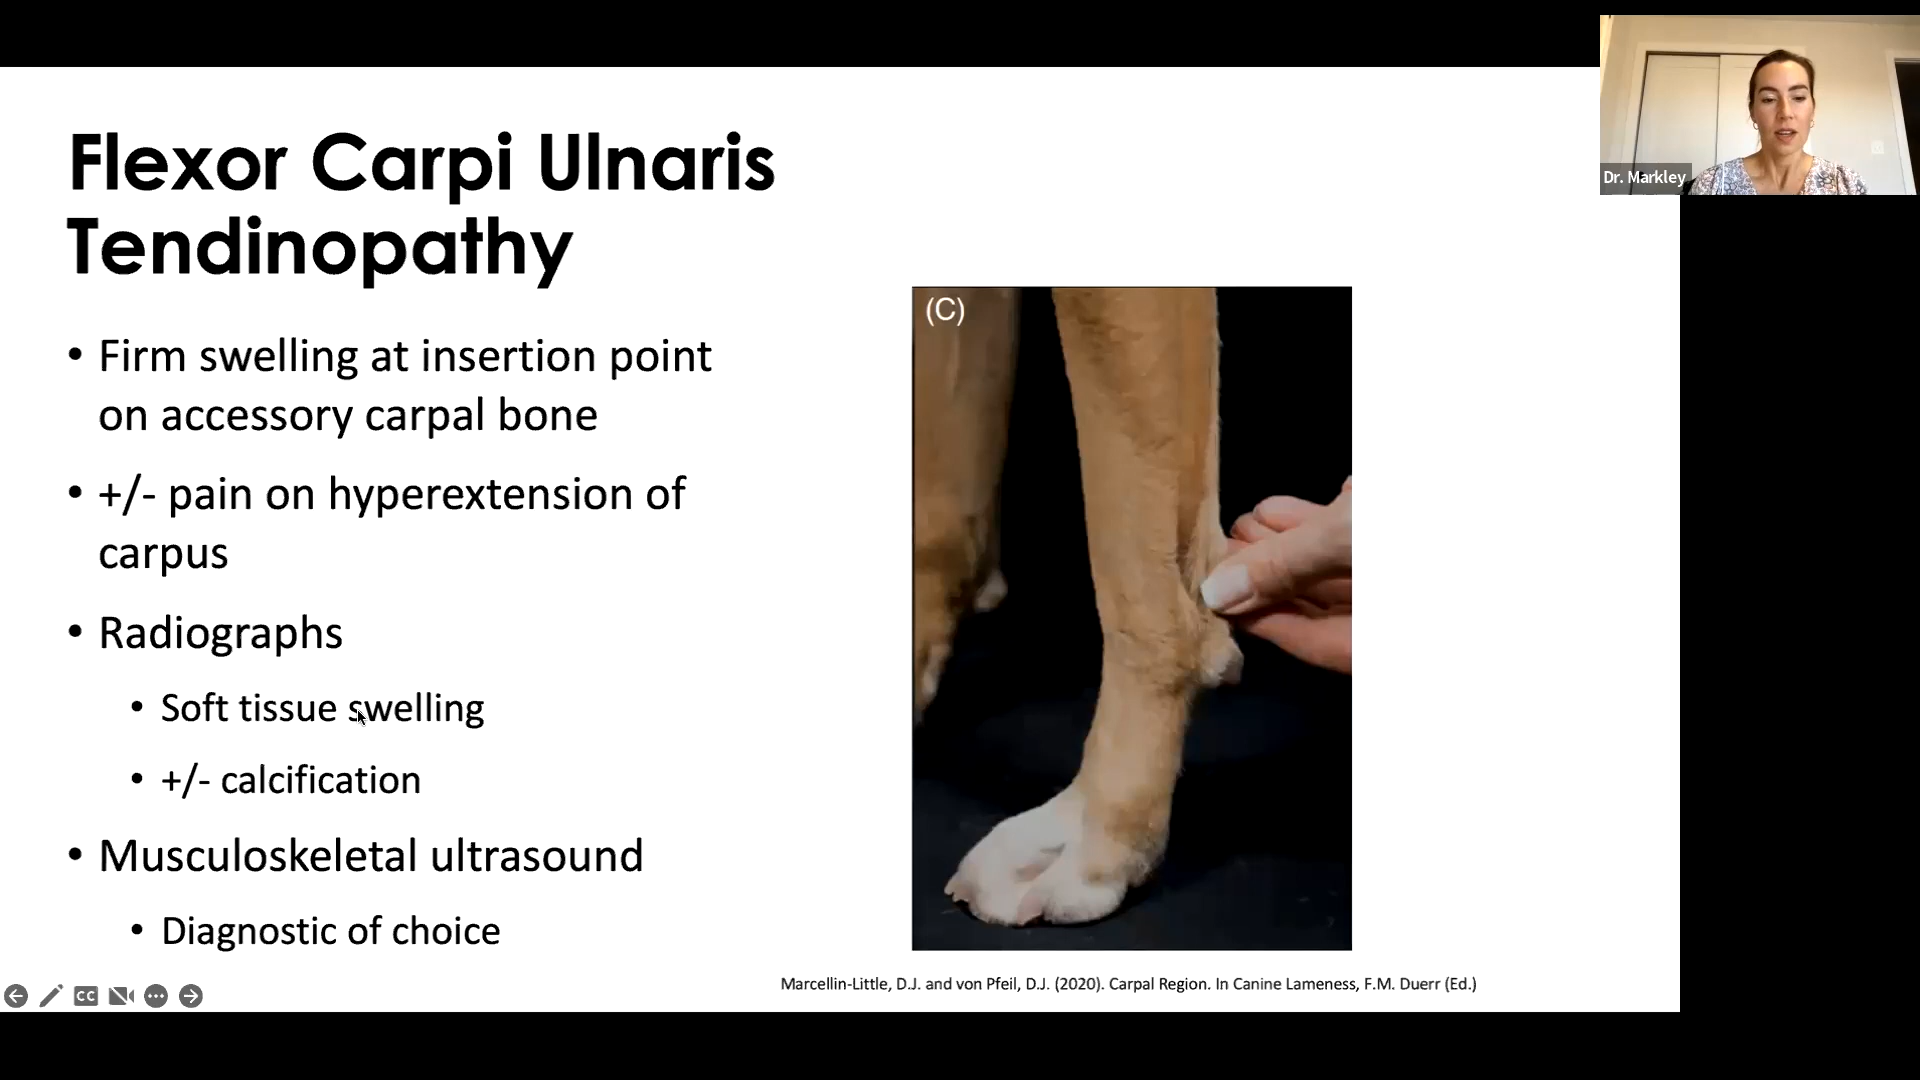 Flexor Carpi Ulnaris
Tendinopathy
• Firm swelling at insertion point
on accessory carpal bone
• +/- pain on hyperextension of
carpus
• Radiographs
• Soft tissue swelling
• +/- calcification
• Musculoskeletal ultrasound
• Diagnostic of choice
(C)
Marcellin-Little, D.J. and von Pfeil, D.J. (2020). Carpal Region. In Canine Lameness, F.M. Duerr (Ed.)
Dr. Markley
CC